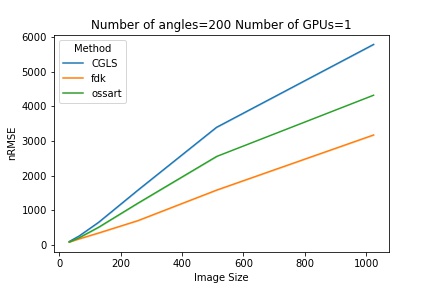 Number of angles=200 Number of GPUs=1
6000
5000
4000
3000
2000
1000
0
nRMSE
Method
CGLS
fdk
ossart
0
200
400
600
800
1000
Image Size